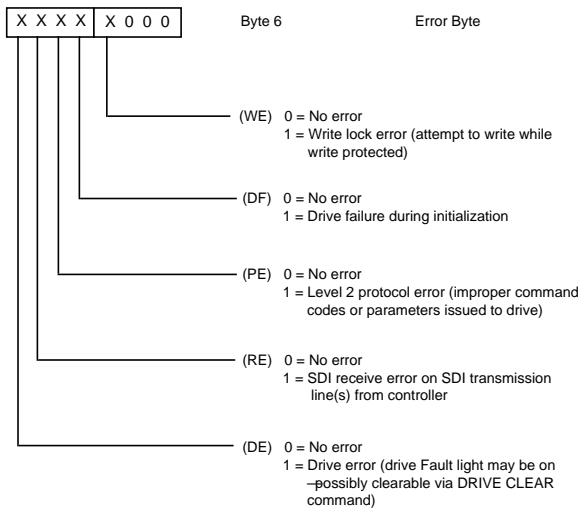 X X X X X 0 0 0 Byte 6 Error Byte
(WE) 0 = No error
1 = Write lock error (attempt to write while
write protected)
(DF) 0 = No error
1 = Drive failure during initialization
(PE) 0 = No error
1 = Level 2 protocol error (improper command
codes or parameters issued to drive)
(RE) 0 = No error
1 = SDI receive error on SDI transmission
line(s) from controller
(DE) 0 = No error
1 = Drive error (drive Fault light may be on
—possibly clearable via DRIVE CLEAR
command)